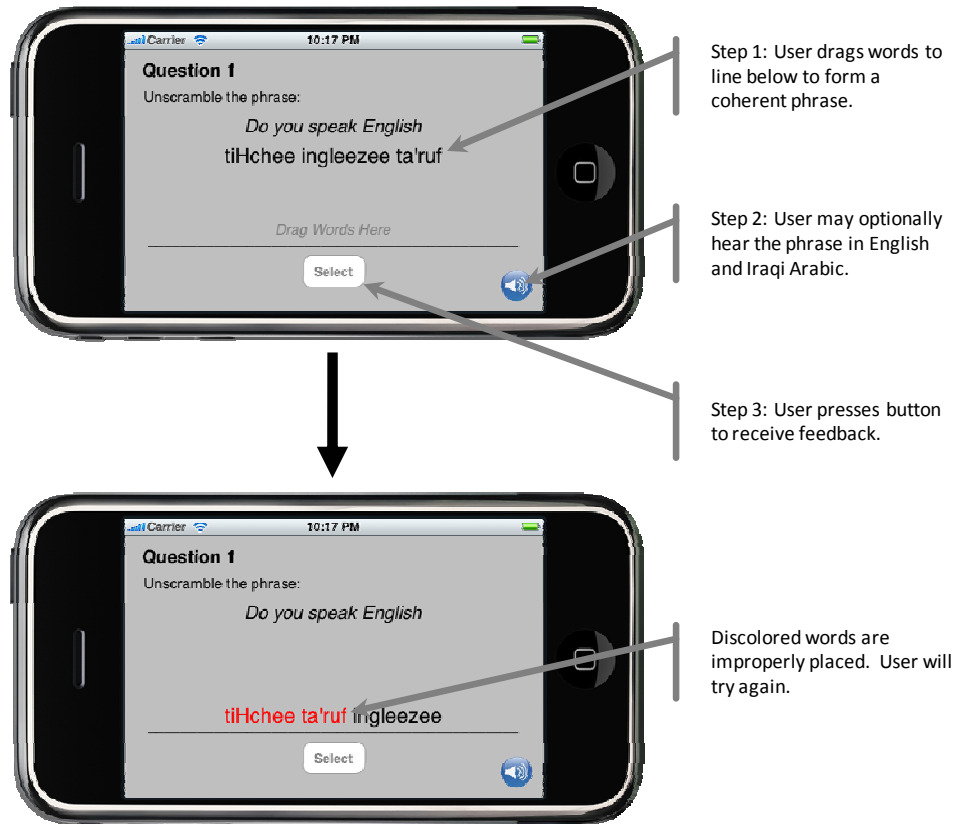 Carrier
10:17 PM
Question 1
Unscramble the phrase:
Do you speak English
tiHchee ingleezee ta'ruf
Drag Words Here
Select
Step 1: User drags words to
line below to form a
coherent phrase.
Step 2: User may optionally
hear the phrase in English
and Iraqi Arabic.
Step 3: User presses button
to receive feedback.
Carrier
10:17 PM
Question 1
Unscramble the phrase:
Do you speak English
tiHchee ta'ruf ingleezee
Select
Discolored words are
improperly placed. User will
try again.